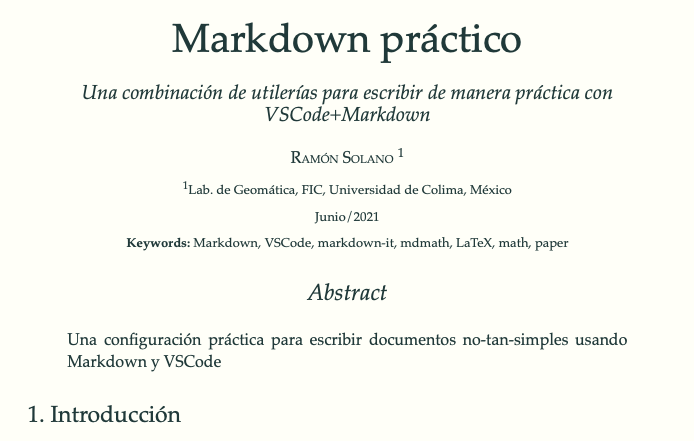 Markdown práctico
Una combinación de utilerías para escribir de manera práctica con
VSCode+Markdown
Ramón Solano 1
1Lab. de Geomática, FIC, Universidad de Colima, México
Junio/2021
Keywords: Markdown, VSCode, markdown-it, mdmath, LaTeX, math, paper
Abstract
Una configuración práctica para escribir documentos no-tan-simples usando
Markdown y VSCode
1. Introducción